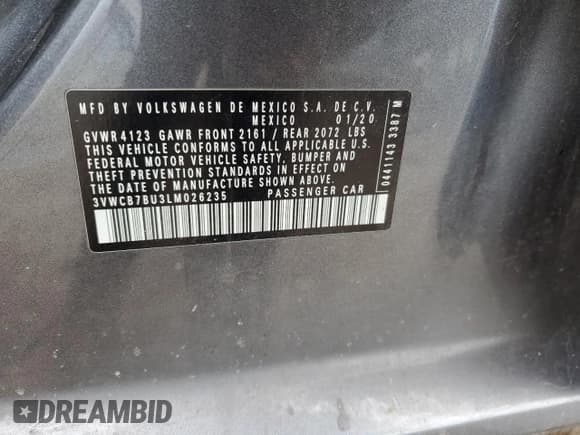 MFD BY VOLKSWAGEN DE MEXICO S.A. DE C.V.
MEXICO 01/20
GVWR 4123 GAWR FRONT 2161 / REAR 2072 LBS
THIS VEHICLE CONFORMS TO ALL APPLICABLE U.S.
FEDERAL MOTOR VEHICLE SAFETY, BUMPER AND
THEFT PREVENTION STANDARDS IN EFFECT ON
THE DATE OF MANUFACTURE SHOWN ABOVE.
3VWCB7BU3LM026235 PASSENGER CAR
0441143 3387 M
DREAMBID